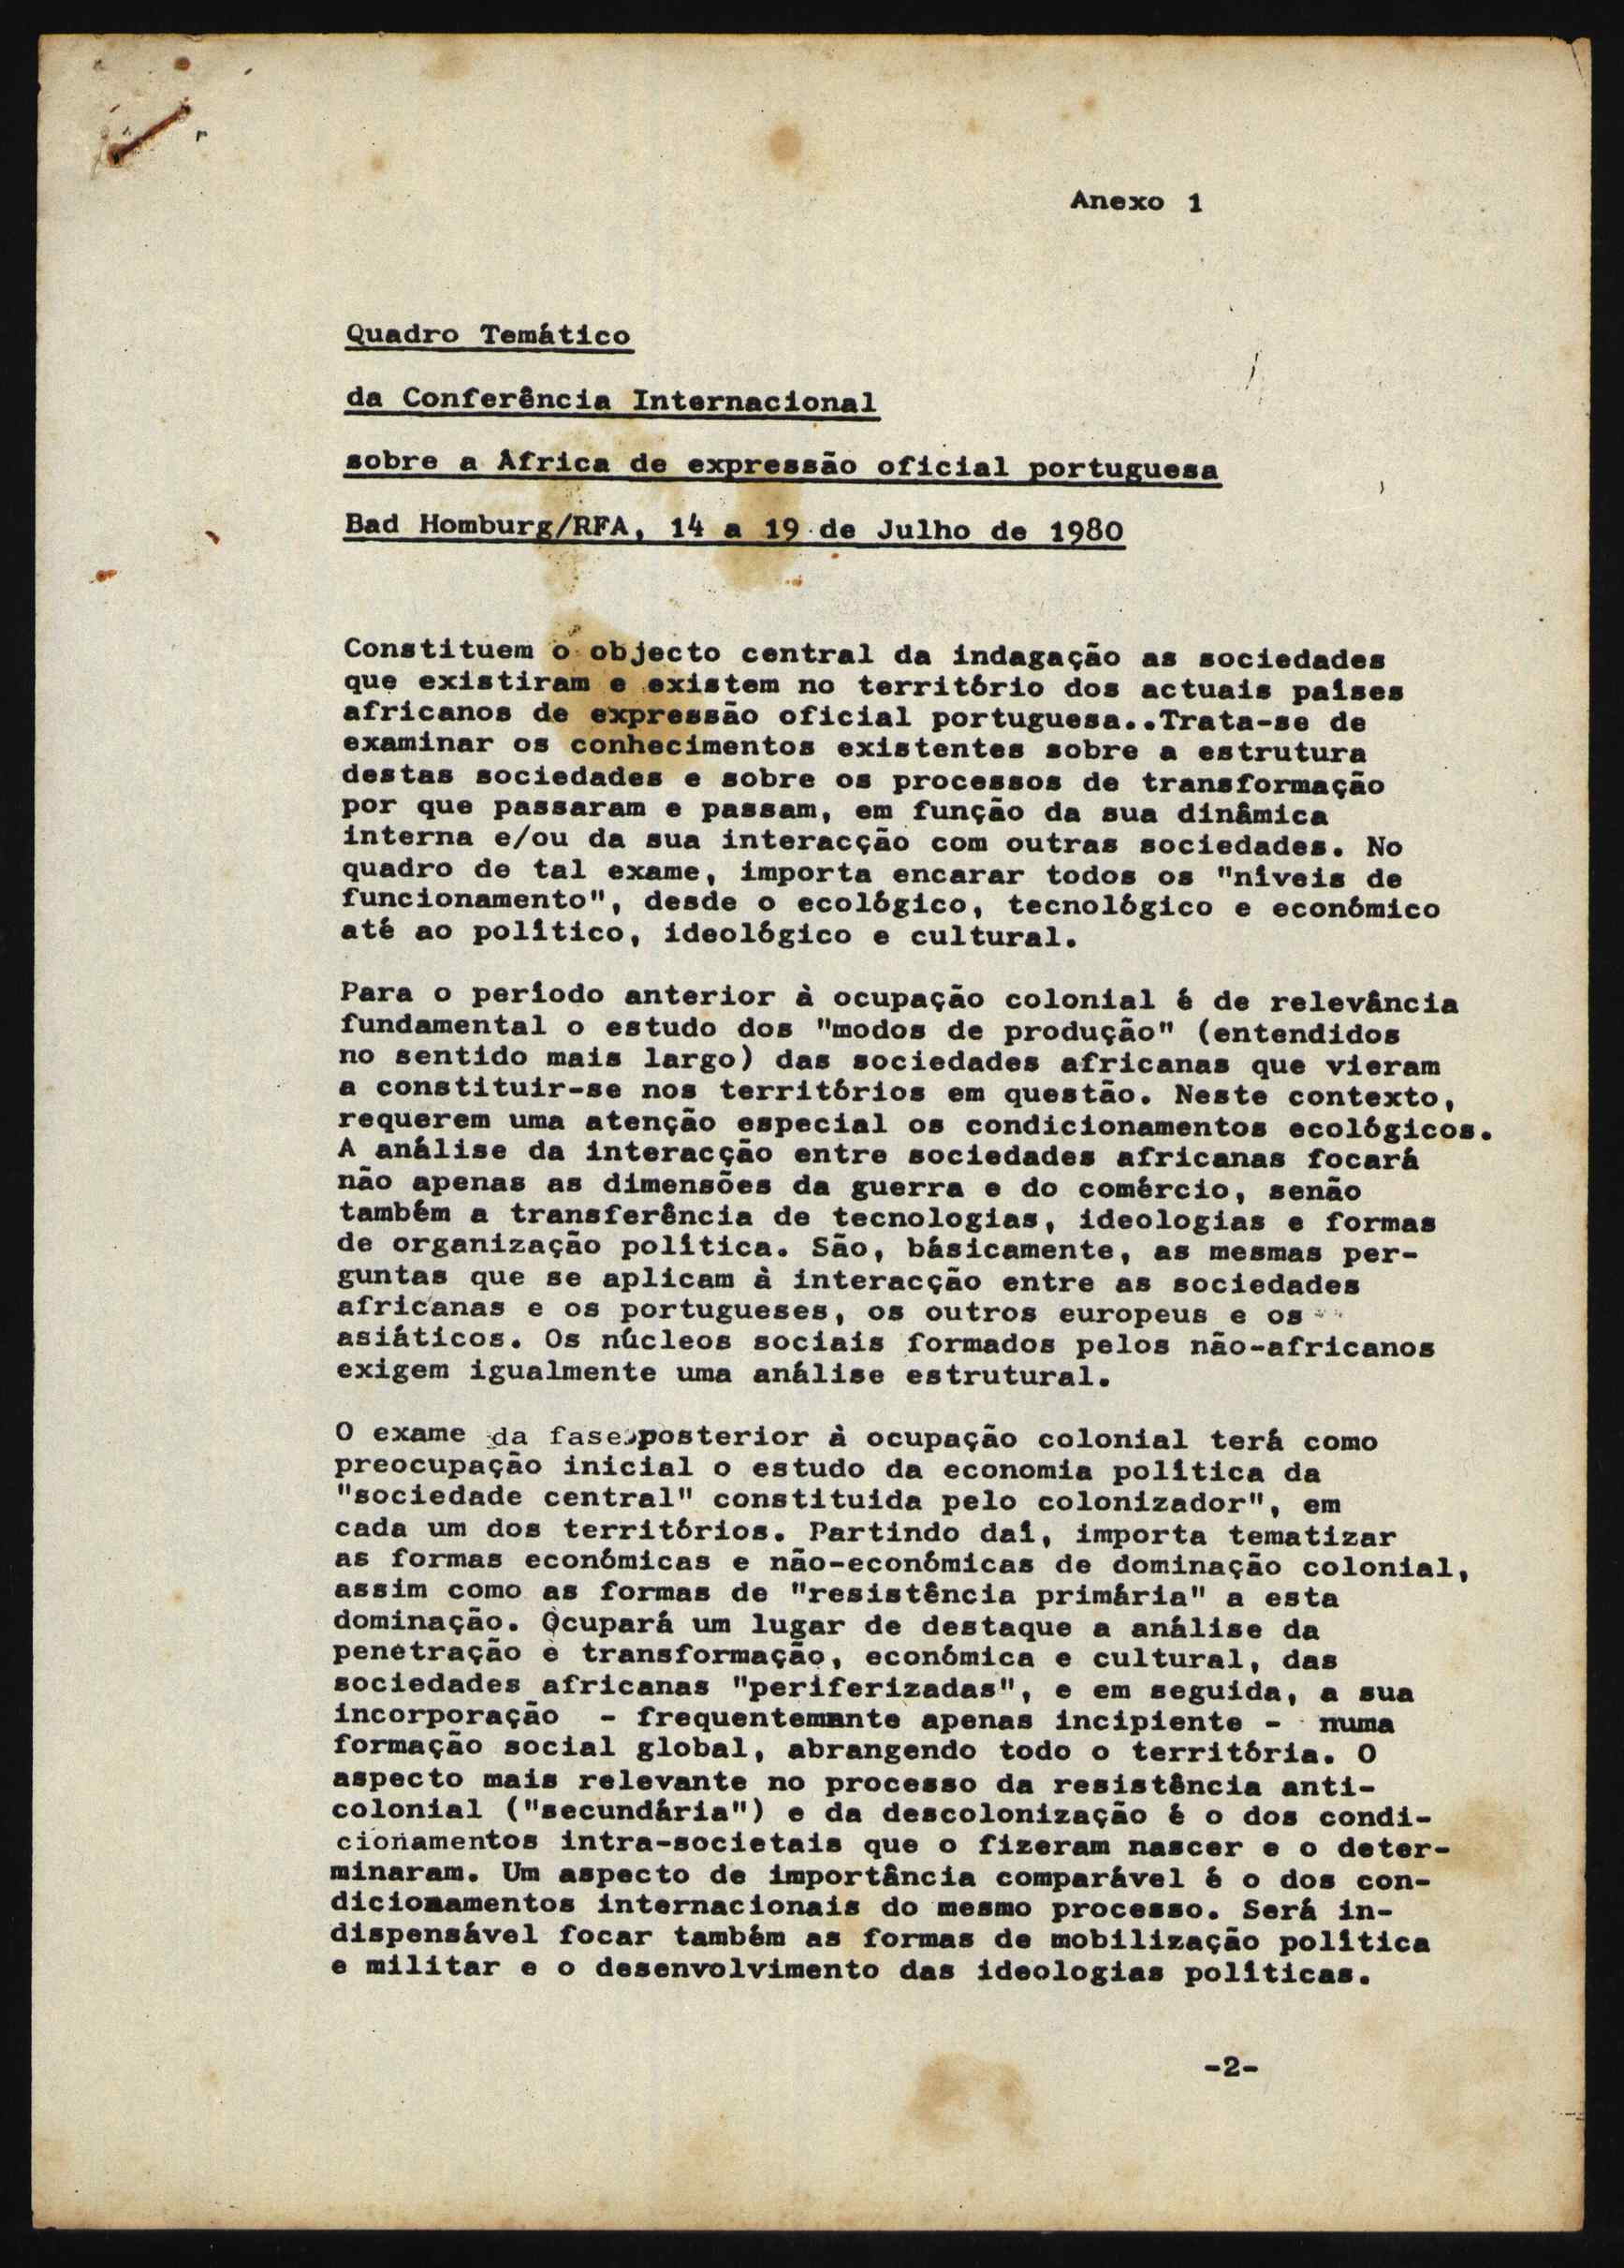 Anexo 1
Quadro Temático
da Conferência Internacional
sobre a África de expressão oficial portuguesa
Bad Homburg/RFA, 14 a 19 de Julho de 1980
Constituem o objecto central da indagação as sociedades
que existiram e existem no território dos actuais países
africanos de expressão oficial portuguesa..Trata-se de
examinar os conhecimentos existentes sobre a estrutura
destas sociedades e sobre os processos de transformação
por que passaram e passam, em função da sua dinâmica
interna e/ou da sua interacção com outras sociedades. No
quadro de tal exame, importa encarar todos os "níveis de
funcionamento", desde o ecológico, tecnológico e económico
até ao político, ideológico e cultural.
Para o período anterior à ocupação colonial é de relevância
fundamental o estudo dos "modos de produção" (entendidos
no sentido mais largo) das sociedades africanas que vieram
a constituir-se nos territórios em questão. Neste contexto,
requerem uma atenção especial os condicionamentos ecológicos.
A análise da interacção entre sociedades africanas focará
não apenas as dimensões da guerra e do comércio, senão
também a transferência de tecnologias, ideologias e formas
de organização política. São, básicamente, as mesmas per-
guntas que se aplicam à interacção entre as sociedades
africanas e os portugueses, os outros europeus e os
asiáticos. Os núcleos sociais formados pelos não-africanos
exigem igualmente uma análise estrutural.
O exame da fase posterior à ocupação colonial terá como
preocupação inicial o estudo da economia política da
"sociedade central" constituida pelo colonizador", em
cada um dos territórios. Partindo daí, importa tematizar
as formas económicas e não-económicas de dominação colonial,
assim como as formas de "resistência primária" a esta
dominação. Ocupará um lugar de destaque a análise da
penetração e transformação, económica e cultural, das
sociedades africanas "periferizadas", e em seguida, a sua
incorporação - frequentemante apenas incipiente - numa
formação social global, abrangendo todo o territória. O
aspecto mais relevante no processo da resistência anti-
colonial ("secundária") e da descolonização é o dos condi-
cionamentos intra-societais que o fizeram nascer e o deter-
minaram. Um aspecto de importância comparável é o dos con-
dicionamentos internacionais do mesmo processo. Será in-
dispensável focar também as formas de mobilização política
e militar e o desenvolvimento das ideologias políticas.
-2-